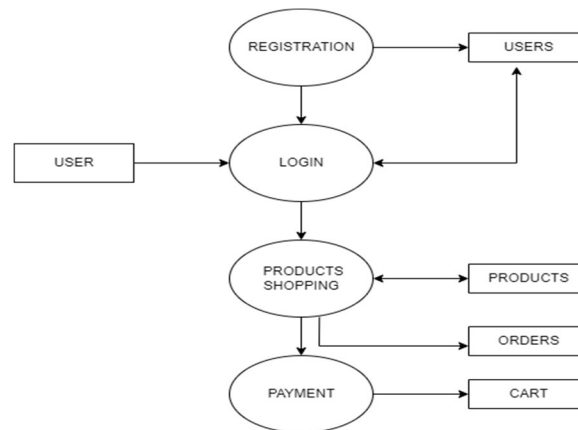 REGISTRATION
USERS
USER
LOGIN
PRODUCTS
SHOPPING
PRODUCTS
ORDERS
PAYMENT
CART